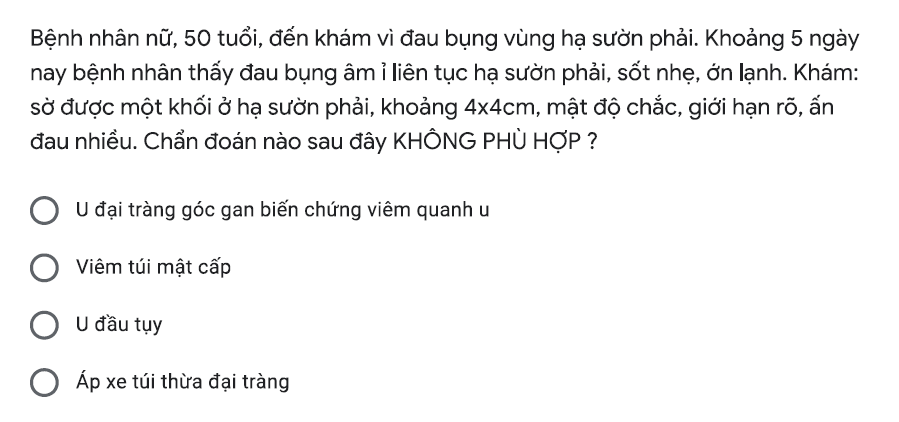 Bệnh nhân nữ, 50 tuổi, đến khám vì đau bụng vùng hạ sườn phải. Khoảng 5 ngày
nay bệnh nhân thấy đau bụng âm ỉ liên tục hạ sườn phải, sốt nhẹ, ớn lạnh. Khám:
sờ được một khối ở hạ sườn phải, khoảng 4x4cm, mật độ chắc, giới hạn rõ, ấn
đau nhiều. Chẩn đoán nào sau đây KHÔNG PHÙ HỢP ?
U đại tràng góc gan biến chứng viêm quanh u
Viêm túi mật cấp
U đầu tụy
Áp xe túi thừa đại tràng